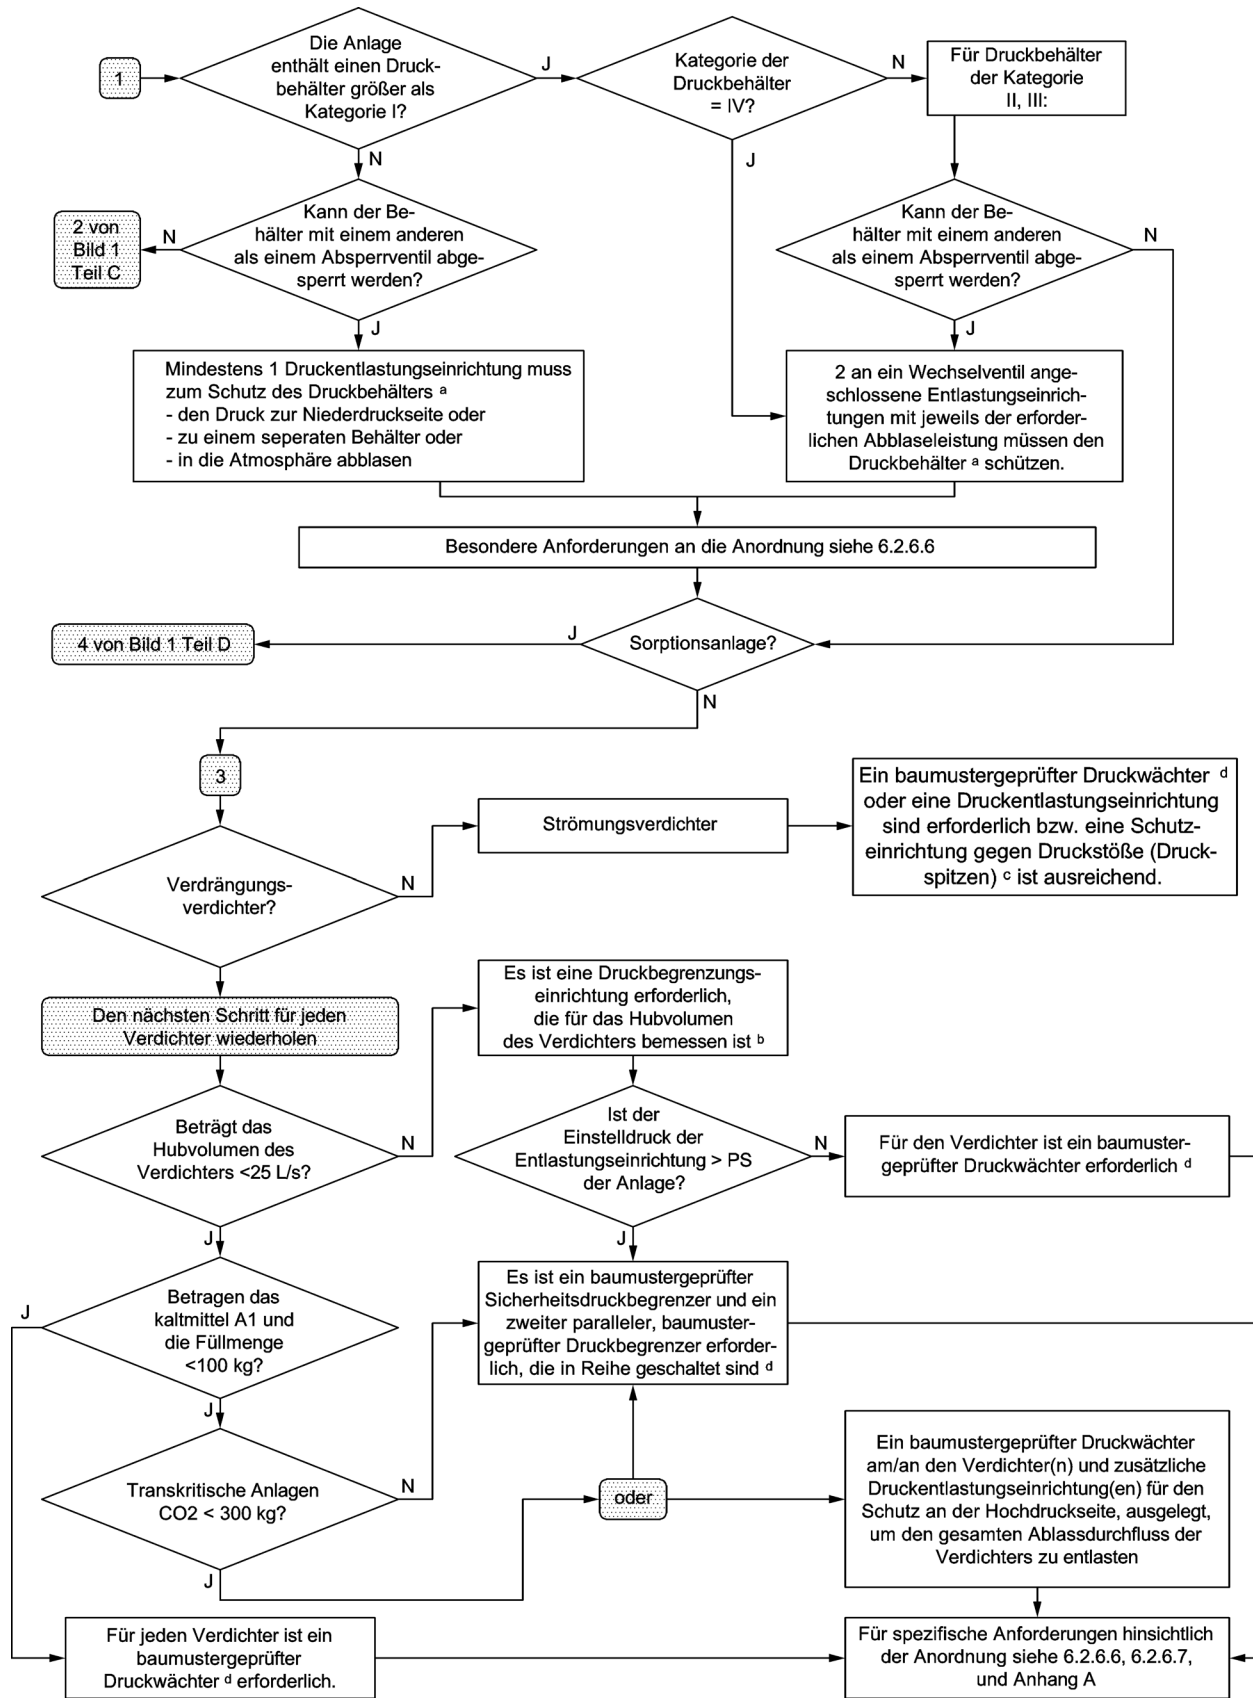 1
Die Anlage
enthält einen Druck-
behälter größer als
Kategorie I?
J
Kategorie der
Druckbehälter
= IV?
N
Für Druckbehälter
der Kategorie
II, III:
N
J
2 von
Bild 1
Teil C
N
Kann der Be-
hälter mit einem anderen
als einem Absperrventil abge-
sperrt werden?
Kann der Be-
hälter mit einem anderen
als einem Absperrventil abge-
sperrt werden?
N
J
J
Mindestens 1 Druckentlastungseinrichtung muss
zum Schutz des Druckbehälters a
- den Druck zur Niederdruckseite oder
- zu einem seperaten Behälter oder
- in die Atmosphäre abblasen
2 an ein Wechselventil ange-
schlossene Entlastungseinrich-
tungen mit jeweils der erforder-
lichen Abblaseleistung müssen den
Druckbehälter a schützen.
Besondere Anforderungen an die Anordnung siehe 6.2.6.6
4 von Bild 1 Teil D
J
Sorptionsanlage?
N
3
Verdrängungs-
verdichter?
N
Strömungsverdichter
Ein baumustergeprüfter Druckwächter d
oder eine Druckentlastungseinrichtung
sind erforderlich bzw. eine Schutz-
einrichtung gegen Druckstöße (Druck-
spitzen) c ist ausreichend.
Den nächsten Schritt für jeden
Verdichter wiederholen
Es ist eine Druckbegrenzungs-
einrichtung erforderlich,
die für das Hubvolumen
des Verdichters bemessen ist b
Beträgt das
Hubvolumen des
Verdichters <25 L/s?
N
Ist der
Einstelldruck der
Entlastungseinrichtung > PS
der Anlage?
N
Für den Verdichter ist ein baumuster-
geprüfter Druckwächter erforderlich d
J
J
J
Betragen das
kaltmittel A1 und
die Füllmenge
<100 kg?
Es ist ein baumustergeprüfter
Sicherheitsdruckbegrenzer und ein
zweiter paralleler, baumuster-
geprüfter Druckbegrenzer erforder-
lich, die in Reihe geschaltet sind d
J
Transkritische Anlagen
CO2 < 300 kg?
N
oder
Ein baumustergeprüfter Druckwächter
am/an den Verdichter(n) und zusätzliche
Druckentlastungseinrichtung(en) für den
Schutz an der Hochdruckseite, ausgelegt,
um den gesamten Ablassdurchfluss der
Verdichters zu entlasten
J
Für jeden Verdichter ist ein
baumustergeprüfter
Druckwächter d erforderlich.
Für spezifische Anforderungen hinsichtlich
der Anordnung siehe 6.2.6.6, 6.2.6.7,
und Anhang A